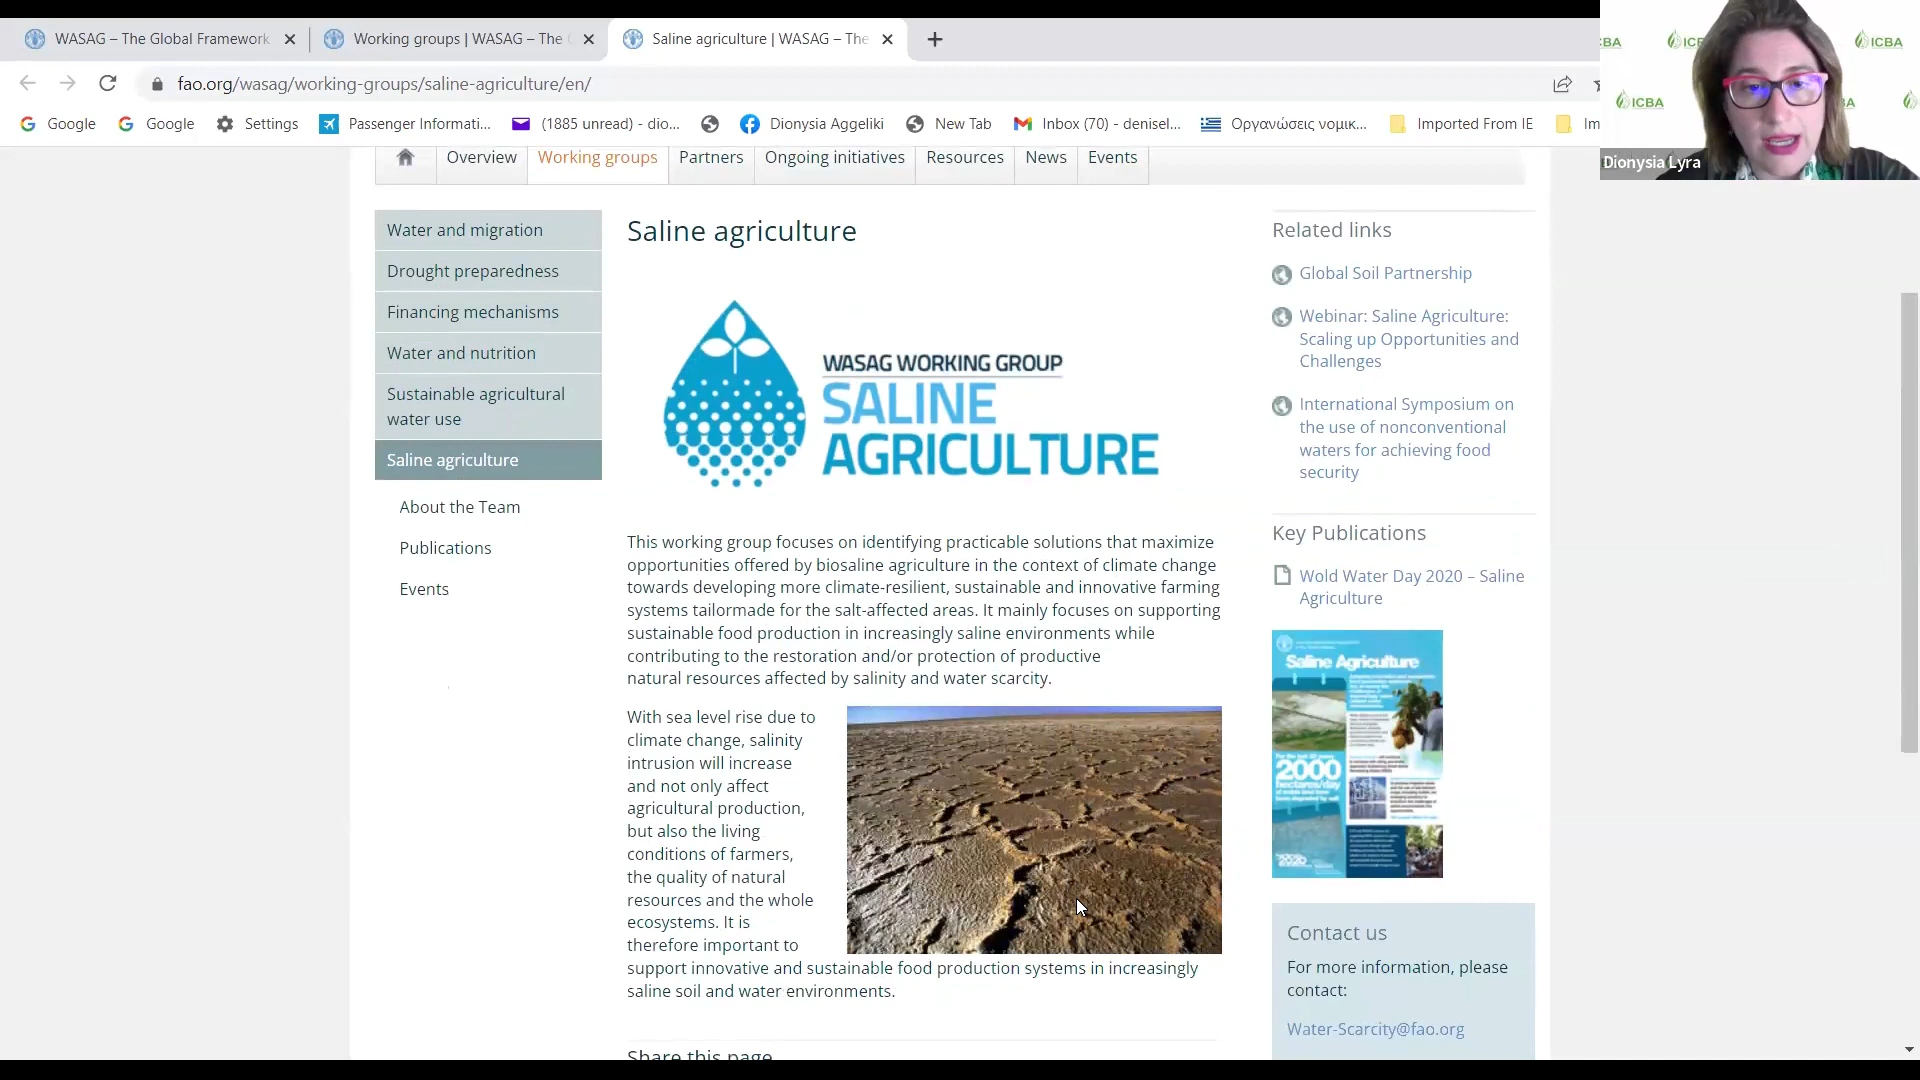 WASAG – The Global Framework
Working groups | WASAG – The
Saline agriculture | WASAG – The
fao.org/wasag/working-groups/saline-agriculture/en/
Google
Google
Settings
Passenger Informati...
(1885 unread) - dio...
Dionysia Aggeliki
New Tab
Inbox (70) - denisel...
Οργανώσεις νομικ...
Imported From IE
ICBA
ICBA
Dionysia Lyra
Overview
Working groups
Partners
Ongoing initiatives
Resources
News
Events
Water and migration
Drought preparedness
Financing mechanisms
Water and nutrition
Sustainable agricultural
water use
Saline agriculture
About the Team
Publications
Events
Saline agriculture
WASAG WORKING GROUP
SALINE
AGRICULTURE
This working group focuses on identifying practicable solutions that maximize
opportunities offered by biosaline agriculture in the context of climate change
towards developing more climate-resilient, sustainable and innovative farming
systems tailormade for the salt-affected areas. It mainly focuses on supporting
sustainable food production in increasingly saline environments while
contributing to the restoration and/or protection of productive
natural resources affected by salinity and water scarcity.
With sea level rise due to
climate change, salinity
intrusion will increase
and not only affect
agricultural production,
but also the living
conditions of farmers,
the quality of natural
resources and the whole
ecosystems. It is
therefore important to
support innovative and sustainable food production systems in increasingly
saline soil and water environments.
Share this page
Related links
Global Soil Partnership
Webinar: Saline Agriculture:
Scaling up Opportunities and
Challenges
International Symposium on
the use of nonconventional
waters for achieving food
security
Key Publications
Wold Water Day 2020 – Saline
Agriculture
Saline Agriculture
2000
hectares/day
2020
Contact us
For more information, please
contact:
Water-Scarcity@fao.org